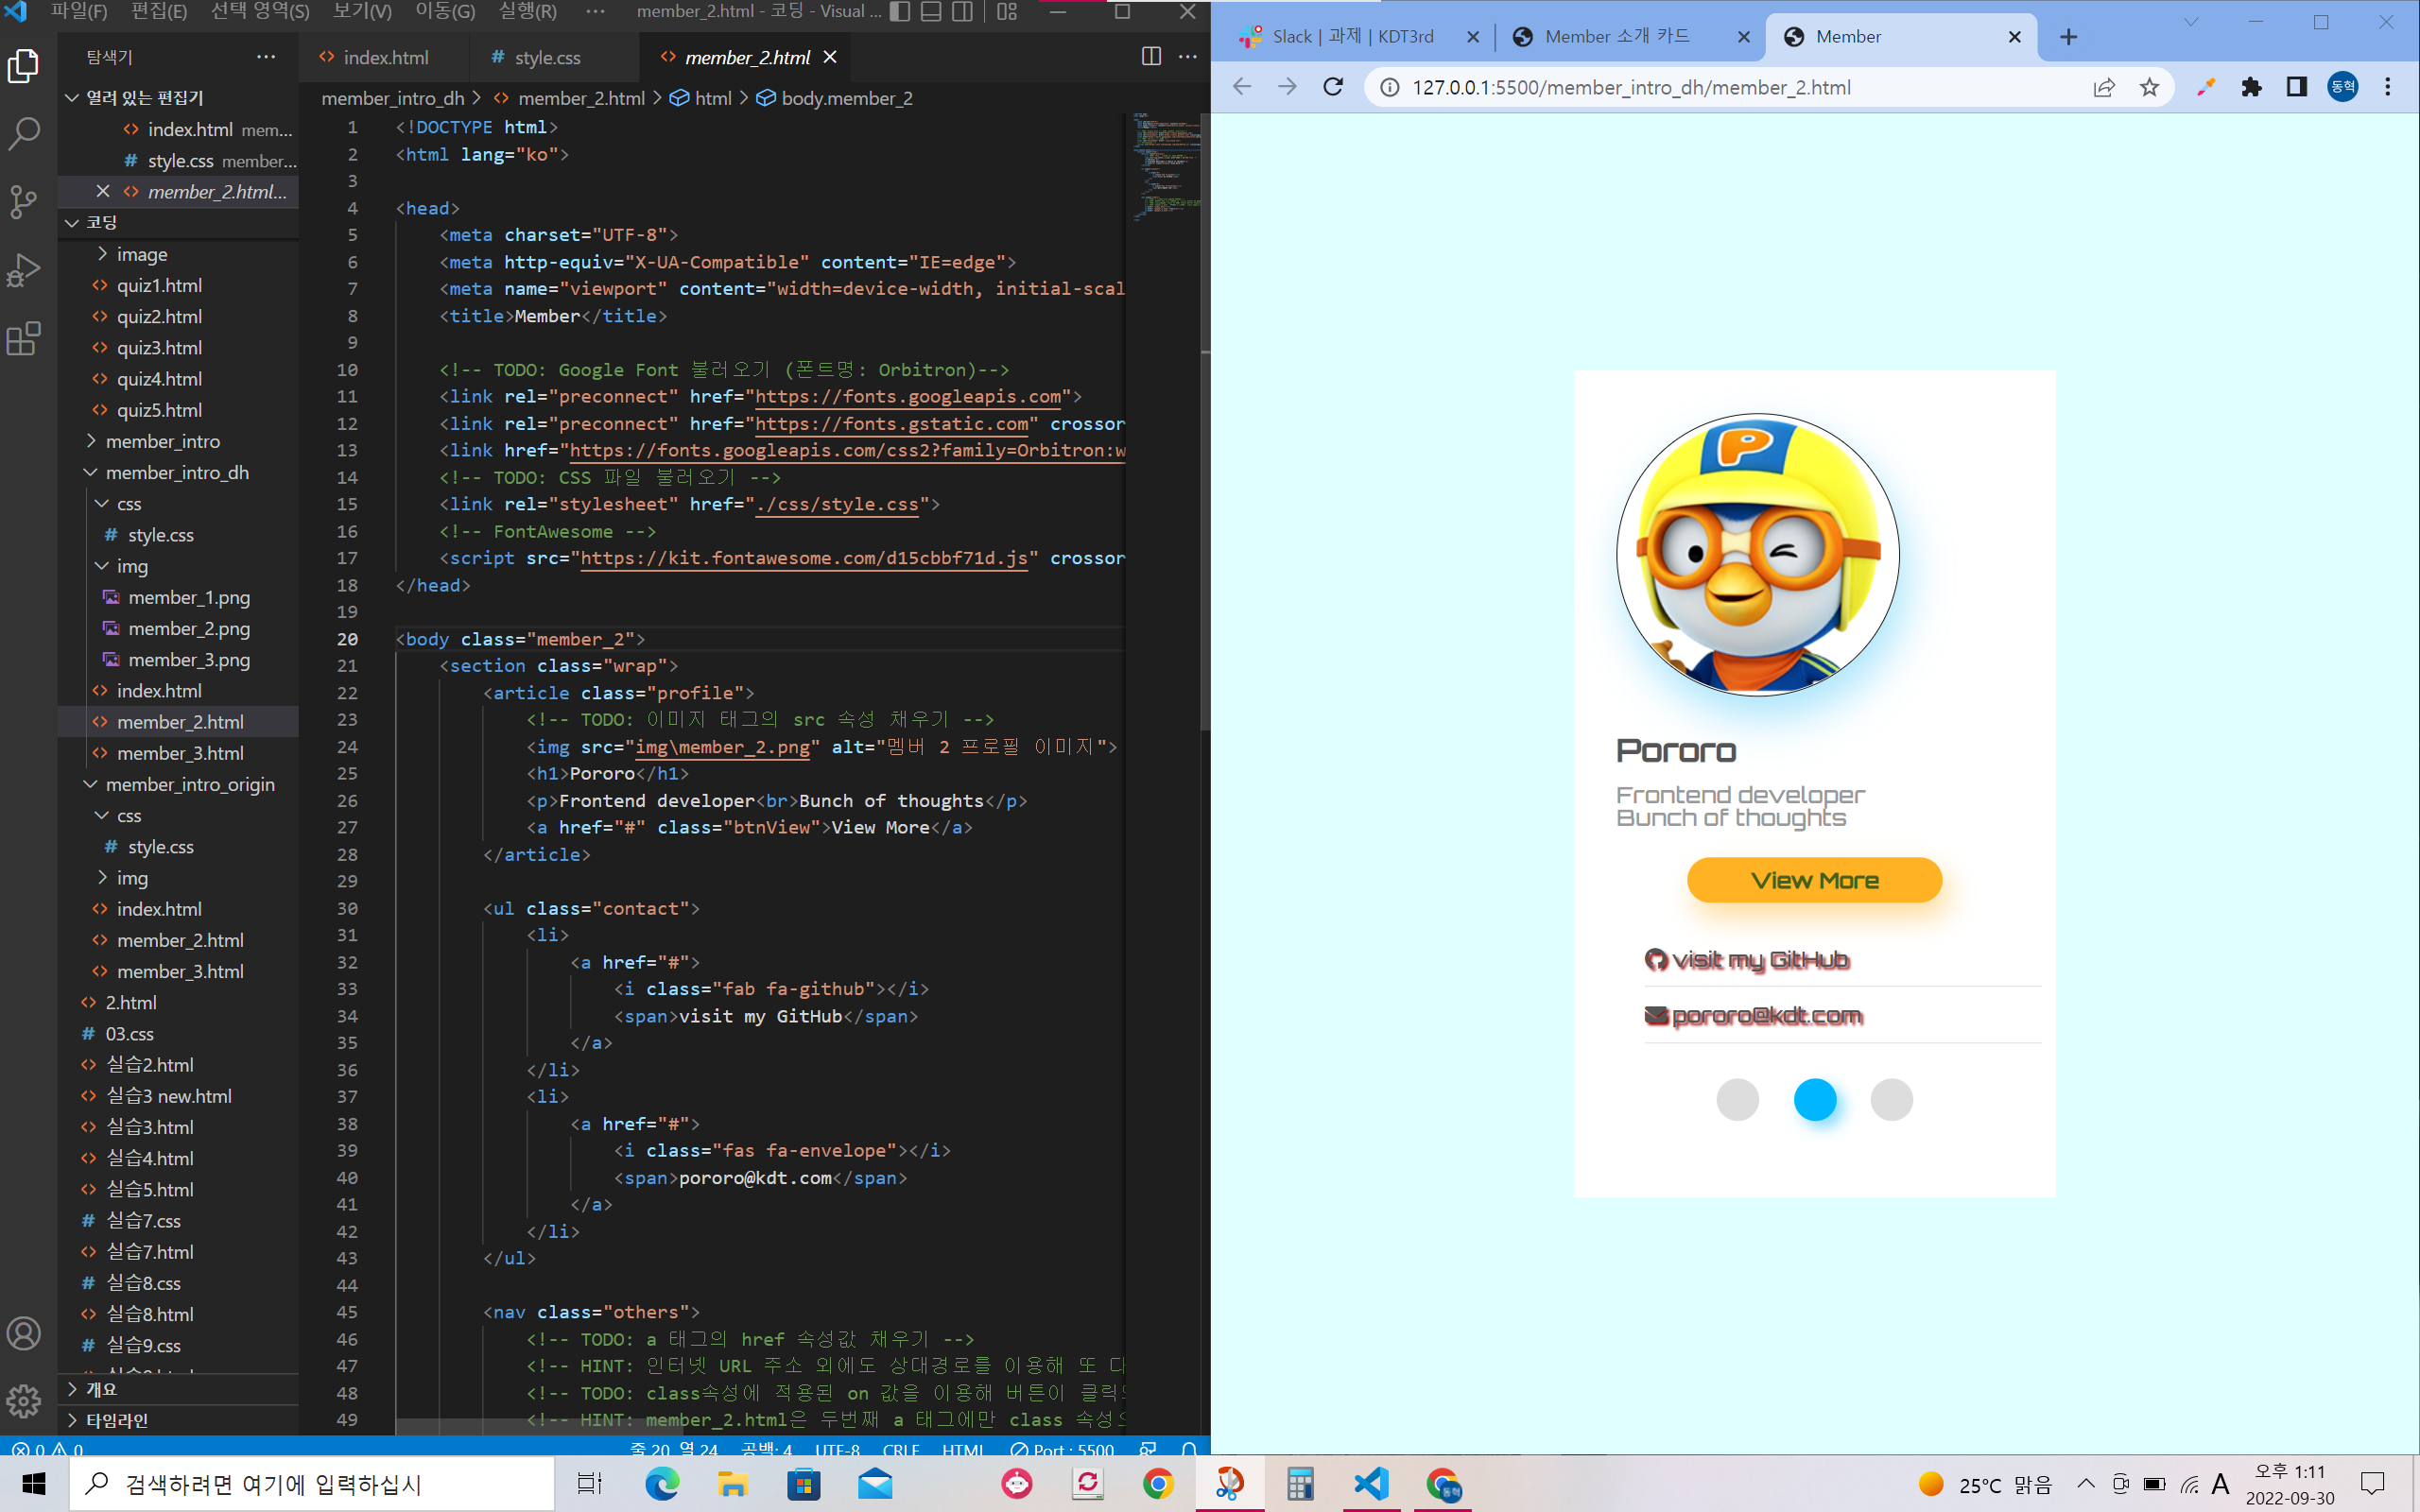 파일(F) 편집(E) 선택 영역(S) 보기(V) 이동(G) 실행(R) ··· member_2.html - 코딩 - Visual ...
탐색기 ···
열려 있는 편집기
index.html mem...
style.css member...
member_2.html...
코딩
image
quiz1.html
quiz2.html
quiz3.html
quiz4.html
quiz5.html
member_intro
member_intro_dh
css
style.css
img
member_1.png
member_2.png
member_3.png
index.html
member_2.html
member_3.html
member_intro_origin
css
style.css
img
index.html
member_2.html
member_3.html
2.html
03.css
실습2.html
실습3 new.html
실습3.html
실습4.html
실습5.html
실습7.css
실습7.html
실습8.css
실습8.html
실습9.css
개요
타임라인
index.html style.css member_2.html
member_intro_dh > member_2.html > html > body.member_2
1 <!DOCTYPE html>
2 <html lang="ko">
3
4 <head>
5 <meta charset="UTF-8">
6 <meta http-equiv="X-UA-Compatible" content="IE=edge">
7 <meta name="viewport" content="width=device-width, initial-scal
8 <title>Member</title>
9
10 <!-- TODO: Google Font 불러오기 (폰트명: Orbitron)-->
11 <link rel="preconnect" href="https://fonts.googleapis.com">
12 <link rel="preconnect" href="https://fonts.gstatic.com" crossor
13 <link href="https://fonts.googleapis.com/css2?family=Orbitron:w
14 <!-- TODO: CSS 파일 불러오기 -->
15 <link rel="stylesheet" href="./css/style.css">
16 <!-- FontAwesome -->
17 <script src="https://kit.fontawesome.com/d15cbbf71d.js" crossor
18 </head>
19
20 <body class="member_2">
21 <section class="wrap">
22 <article class="profile">
23 <!-- TODO: 이미지 태그의 src 속성 채우기 -->
24 <img src="img\member_2.png" alt="멤버 2 프로필 이미지">
25 <h1>Pororo</h1>
26 <p>Frontend developer<br>Bunch of thoughts</p>
27 <a href="#" class="btnView">View More</a>
28 </article>
29
30 <ul class="contact">
31 <li>
32 <a href="#">
33 <i class="fab fa-github"></i>
34 <span>visit my GitHub</span>
35 </a>
36 </li>
37 <li>
38 <a href="#">
39 <i class="fas fa-envelope"></i>
40 <span>pororo@kdt.com</span>
41 </a>
42 </li>
43 </ul>
44
45 <nav class="others">
46 <!-- TODO: a 태그의 href 속성값 채우기 -->
47 <!-- HINT: 인터넷 URL 주소 외에도 상대경로를 이용해 또 다
48 <!-- TODO: class속성에 적용된 on 값을 이용해 버튼이 클릭
49 <!-- HINT: member_2.html은 두번째 a 태그에만 class 속성
0 0 줄 20, 열 24 공백: 4 UTF-8 CRLF HTML Port : 5500
Slack | 과제 | KDT3rd Member 소개 카드 Member
127.0.0.1:5500/member_intro_dh/member_2.html 동혁
P
Pororo
Frontend developer
Bunch of thoughts
View More
visit my GitHub
pororo@kdt.com
검색하려면 여기에 입력하십시
동혁
25℃ 맑음 A
오후 1:11
2022-09-30